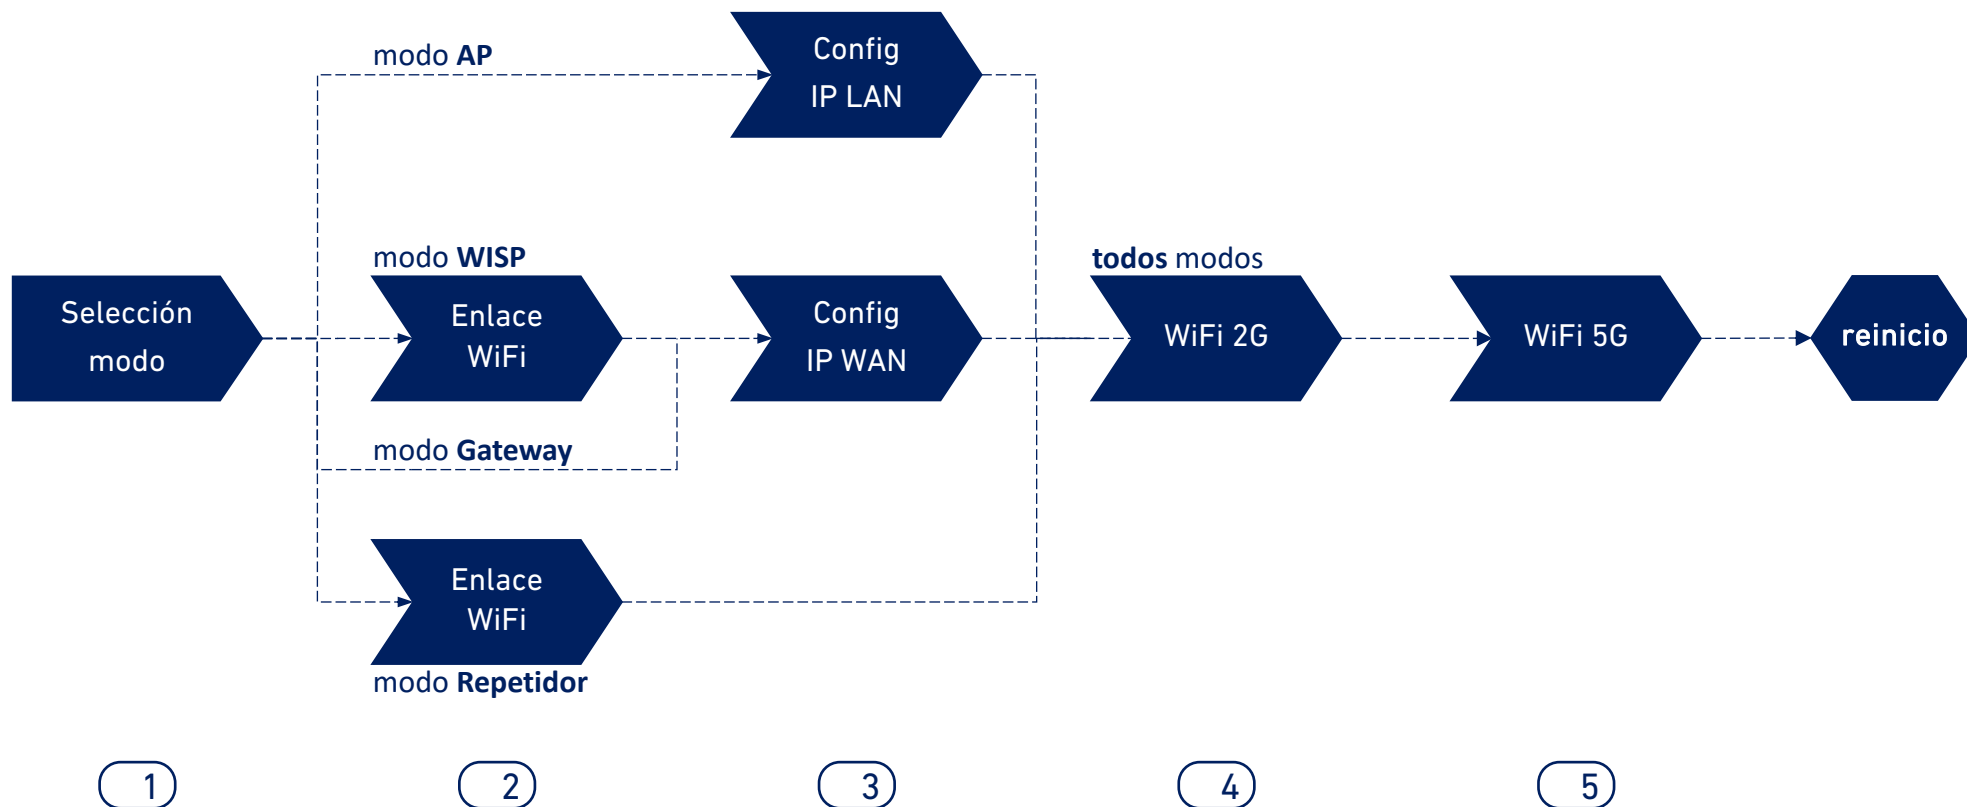 modo AP
Config
IP LAN
modo WISP
todos modos
Selección
modo
Enlace
WiFi
Config
IP WAN
WiFi 2G
WiFi 5G
reinicio
modo Gateway
Enlace
WiFi
modo Repetidor
1
2
3
4
5